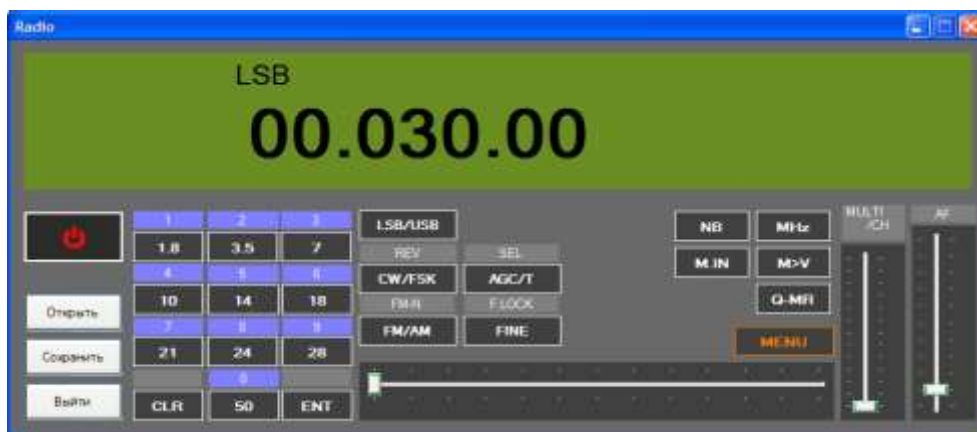 Radio
LSB
00.030.00
1 2 3
1.8 3.5 7
4 5 6
10 14 18
7 8 9
21 24 28
0
CLR 50 ENT
Открыть
Сохранить
Выйти
LSB/USB
REV SEL
CW/FSK AGC/T
FM-N F.LOCK
FM/AM FINE
NB MHz
M.IN M>V
Q-MR
MENU
MULTI
/CH
AF